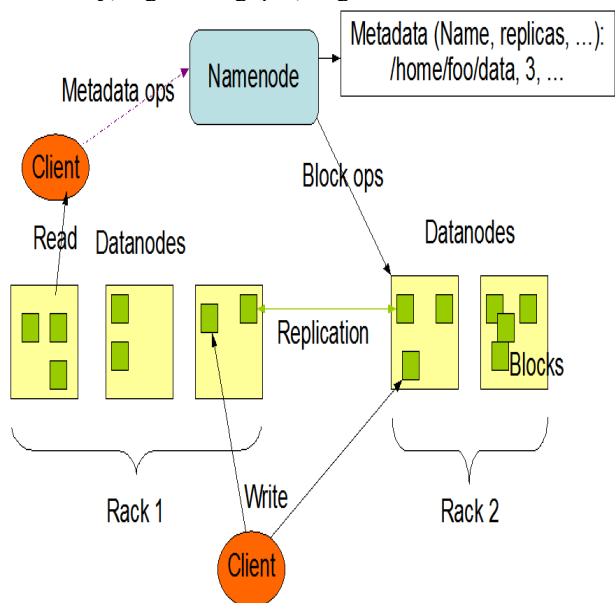 Metadata (Name, replicas, ...):
/home/foo/data, 3, ...
Namenode
Metadata ops
Client
Block ops
Read
Datanodes
Datanodes
Replication
Blocks
Rack 1
Write
Rack 2
Client